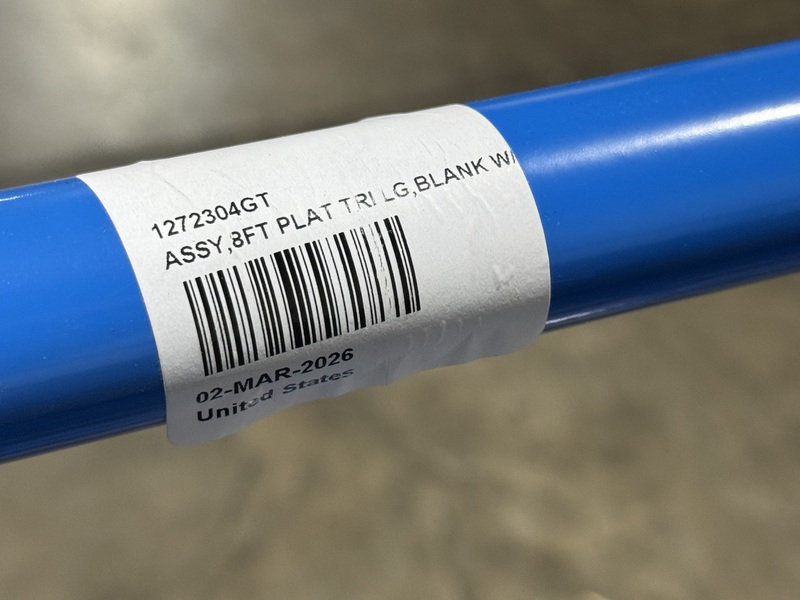 1272304GT
ASSY,8FT PLAT TRI LG,BLANK
02-MAR-2026
United States